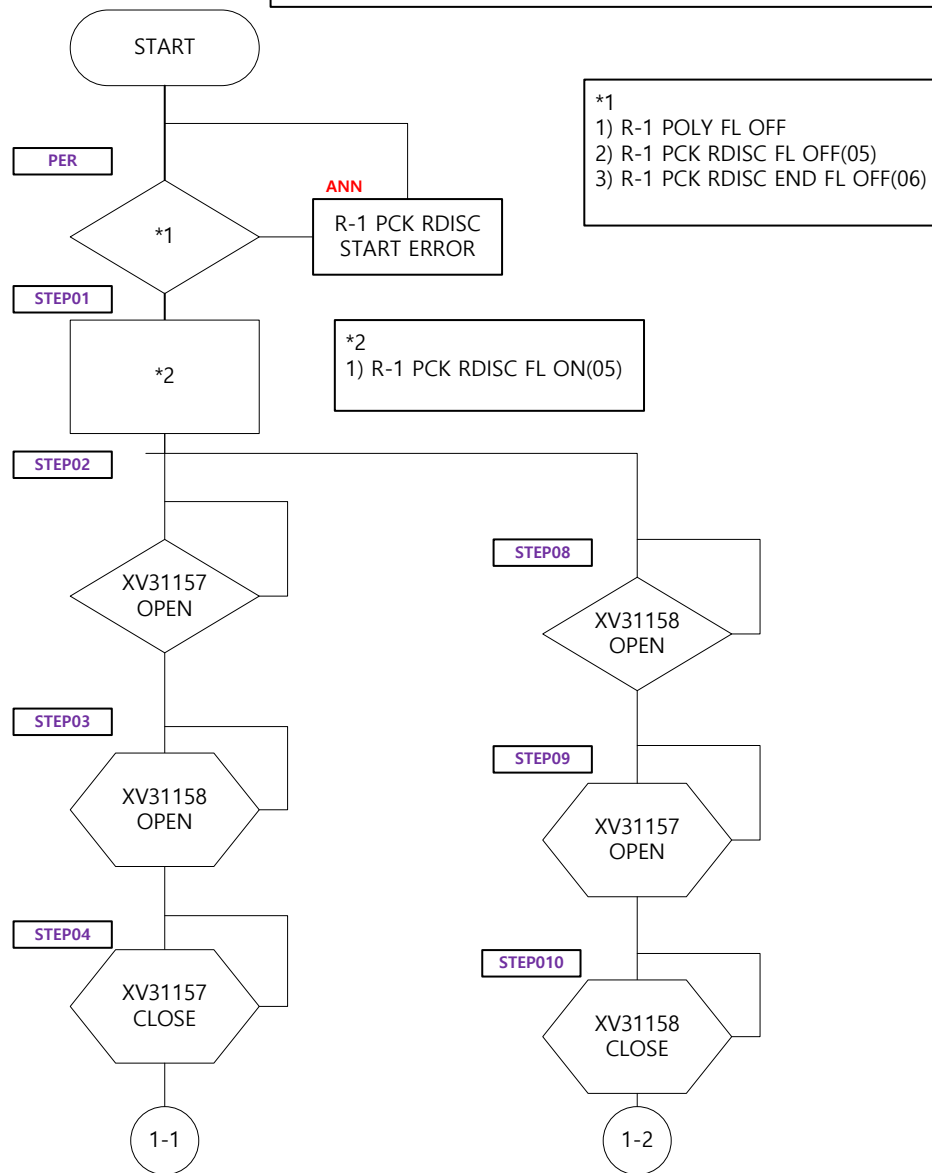 START
*1
1) R-1 POLY FL OFF
2) R-1 PCK RDISC FL OFF(05)
3) R-1 PCK RDISC END FL OFF(06)
PER
ANN
*1
R-1 PCK RDISC
START ERROR
STEP01
*2
*2
1) R-1 PCK RDISC FL ON(05)
STEP02
XV31157
OPEN
STEP08
XV31158
OPEN
STEP03
XV31158
OPEN
STEP09
XV31157
OPEN
STEP04
XV31157
CLOSE
STEP010
XV31158
CLOSE
1-1
1-2